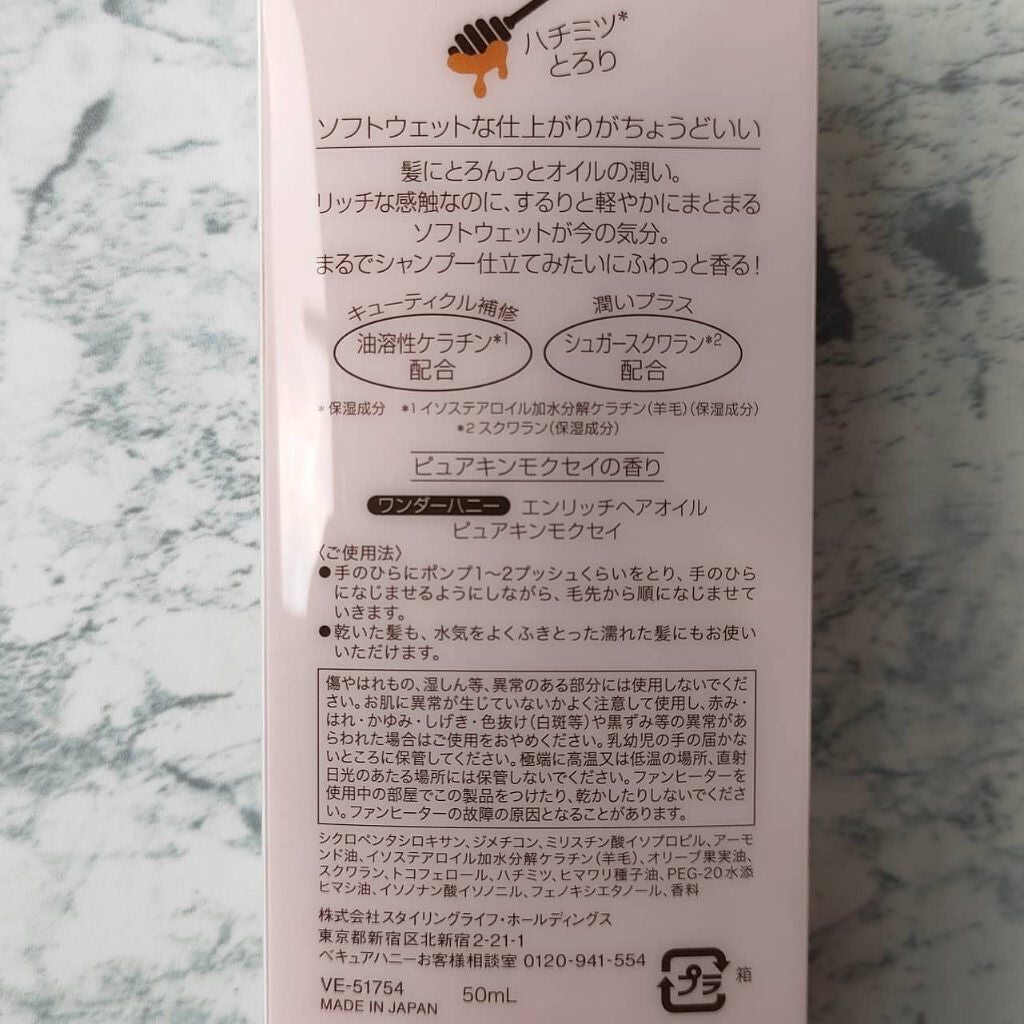 ハチミツ*
とろり
ソフトウェットな仕上がりがちょうどいい
髪にとろんっとオイルの潤い。
リッチな感触なのに、するりと軽やかにまとまる
ソフトウェットが今の気分。
まるでシャンプー仕立てみたいにふわっと香る!
キューティクル補修
油溶性ケラチン*1
配合
潤いプラス
シュガースクワラン*2
配合
*保湿成分 *1 イソステアロイル加水分解ケラチン(羊毛)(保湿成分)
*2 スクワラン(保湿成分)
ピュアキンモクセイの香り
ワンダーハニー エンリッチヘアオイル
ピュアキンモクセイ
〈ご使用法〉
●手のひらにポンプ1〜2プッシュくらいをとり、手のひら
になじませるようにしながら、毛先から順になじませて
いきます。
●乾いた髪も、水気をよくふきとった濡れた髪にもお使い
いただけます。
傷やはれもの、湿しん等、異常のある部分には使用しないでくだ
さい。お肌に異常が生じていないかよく注意して使用し、赤み・
はれ・かゆみ・しげき・色抜け(白斑等)や黒ずみ等の異常があ
らわれた場合はご使用をおやめください。乳幼児の手の届かな
いところに保管してください。極端に高温又は低温の場所、直射
日光のあたる場所には保管しないでください。ファンヒーターを
使用中の部屋でこの製品をつけたり、乾かしたりしないでくださ
い。ファンヒーターの故障の原因となることがあります。
シクロペンタシロキサン、ジメチコン、ミリスチン酸イソプロピル、アーモ
ンド油、イソステアロイル加水分解ケラチン(羊毛)、オリーブ果実油、
スクワラン、トコフェロール、ハチミツ、ヒマワリ種子油、PEG-20水添
ヒマシ油、イソノナン酸イソノニル、フェノキシエタノール、香料
株式会社スタイリングライフ・ホールディングス
東京都新宿区北新宿2-21-1
ベキュアハニーお客様相談室 0120-941-554
VE-51754 50mL
MADE IN JAPAN
プラ 箱